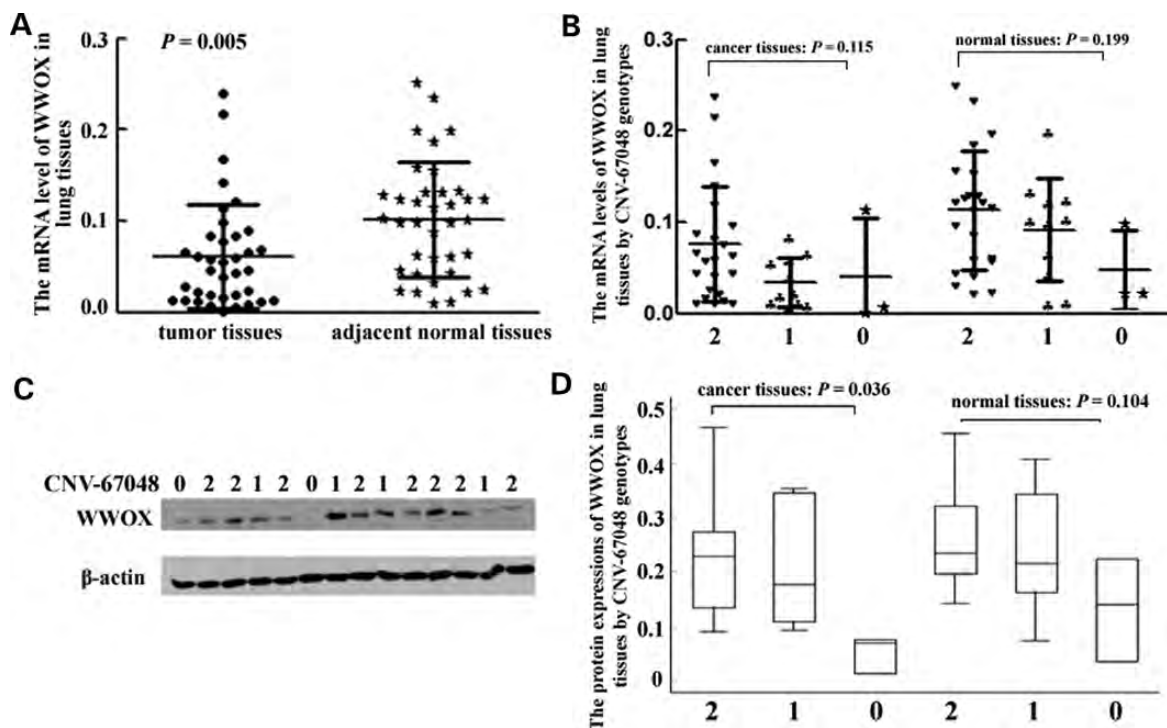 A
The mRNA level of WWOX in
lung tissues
P = 0.005
0.3
0.2
0.1
0.0
tumor tissues adjacent normal tissues
B
The mRNA levels of WWOX in lung
tissues by CNV-67048 genotypes
cancer tissues: P = 0.115
normal tissues: P = 0.199
0.3
0.2
0.1
0.0
2 1 0 2 1 0
C
CNV-67048 0 2 2 1 2 0 1 2 1 2 2 2 1 2
WWOX
β-actin
D
The protein expressions of WWOX in lung
tissues by CNV-67048 genotypes
cancer tissues: P = 0.036
normal tissues: P = 0.104
0.5
0.4
0.3
0.2
0.1
0
2 1 0 2 1 0